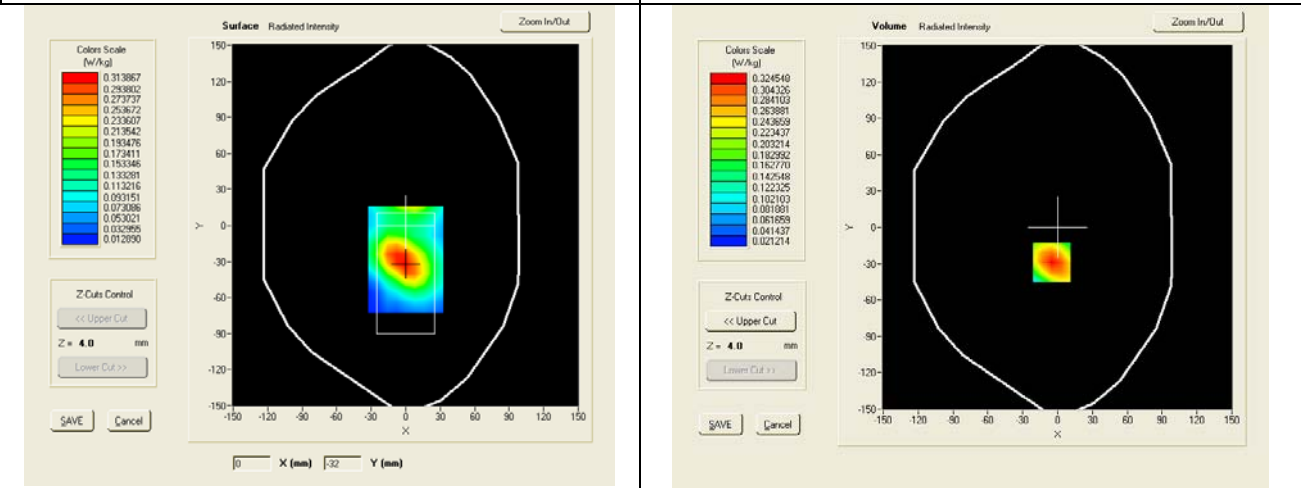 Surface Radiated Intensity
Zoom In/Out
Colors Scale
(W/kg)
0.313867
0.293802
0.273737
0.253672
0.233607
0.213542
0.193476
0.173411
0.153346
0.133281
0.113216
0.093151
0.073086
0.053021
0.032955
0.012890
Z-Cuts Control
<< Upper Cut
Z = 4.0 mm
Lower Cut >>
SAVE
Cancel
150
120
90
60
30
0
-30
-60
-90
-120
-150
Y
-150 -120 -90 -60 -30 0 30 60 90 120 150
X
0 X (mm) -32 Y (mm)
Volume Radiated Intensity
Zoom In/Out
Colors Scale
(W/kg)
0.324548
0.304326
0.284103
0.263881
0.243659
0.223437
0.203214
0.182992
0.162770
0.142548
0.122325
0.102103
0.081881
0.061659
0.041437
0.021214
Z-Cuts Control
<< Upper Cut
Z = 4.0 mm
Lower Cut >>
SAVE
Cancel
150
120
90
60
30
0
-30
-60
-90
-120
-150
Y
-150 -120 -90 -60 -30 0 30 60 90 120 150
X